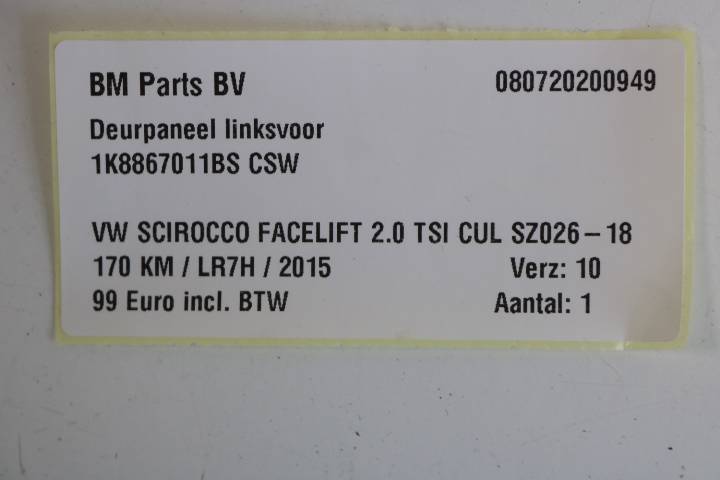 BM Parts BV 080720200949
Deurpaneel linksvoor
1K8867011BS CSW
VW SCIROCCO FACELIFT 2.0 TSI CUL SZ026-18
170 KM / LR7H / 2015 Verz: 10
99 Euro incl. BTW Aantal: 1